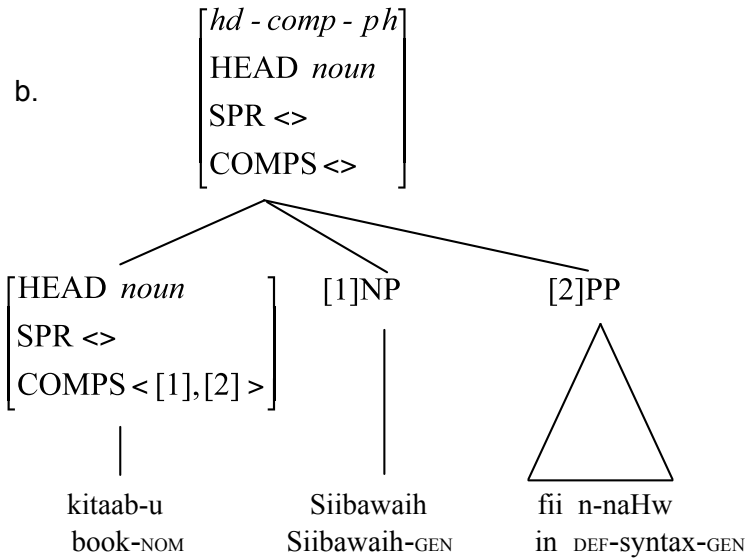 b.
hd - comp - ph
HEAD noun
SPR <>
COMPS <>
HEAD noun
SPR <>
COMPS < [1], [2] >
[1]NP
[2]PP
kitaab-u Siibawaih fii n-naHw
book-NOM Siibawaih-GEN in DEF-syntax-GEN